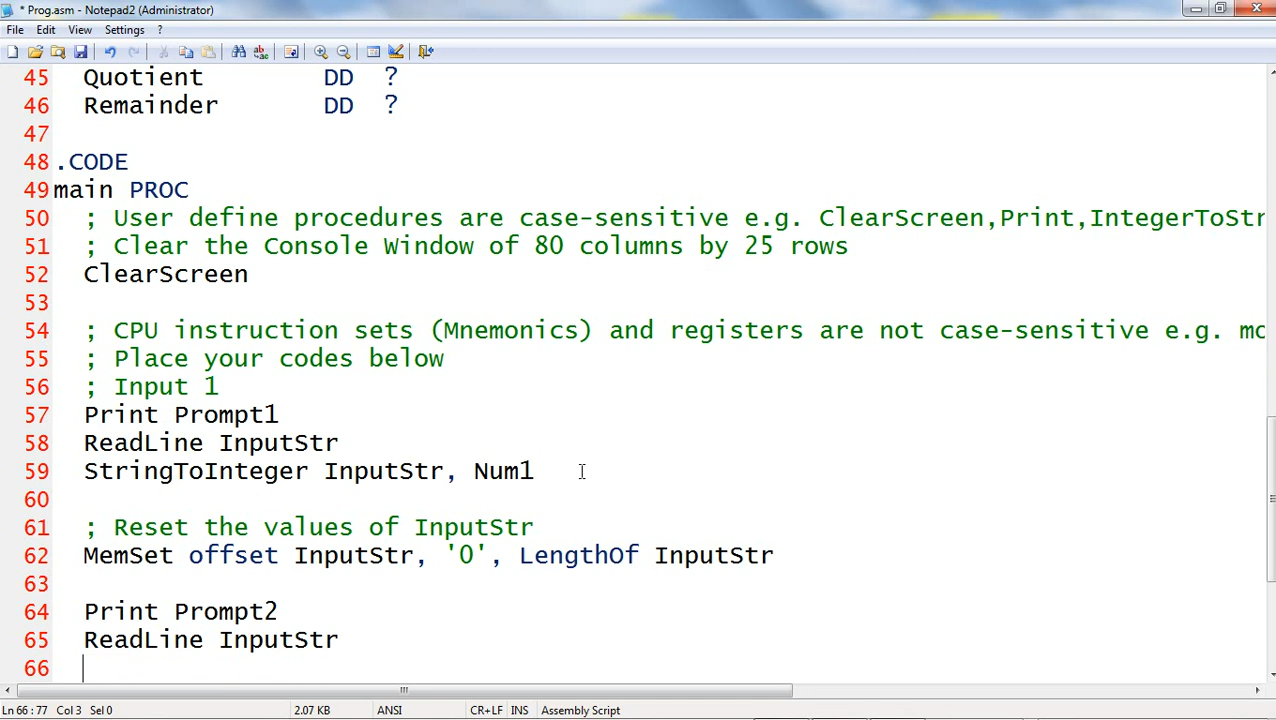 * Prog.asm - Notepad2 (Administrator)
File Edit View Settings ?
45 Quotient DD ?
46 Remainder DD ?
47
48 .CODE
49 main PROC
50 ; User define procedures are case-sensitive e.g. ClearScreen,Print,IntegerToStr
51 ; Clear the Console Window of 80 columns by 25 rows
52 ClearScreen
53
54 ; CPU instruction sets (Mnemonics) and registers are not case-sensitive e.g. mo
55 ; Place your codes below
56 ; Input 1
57 Print Prompt1
58 ReadLine InputStr
59 StringToInteger InputStr, Num1
60
61 ; Reset the values of InputStr
62 MemSet offset InputStr, '0', LengthOf InputStr
63
64 Print Prompt2
65 ReadLine InputStr
66
Ln 66 : 77 Col 3 Sel 0 2.07 KB ANSI CR+LF INS Assembly Script